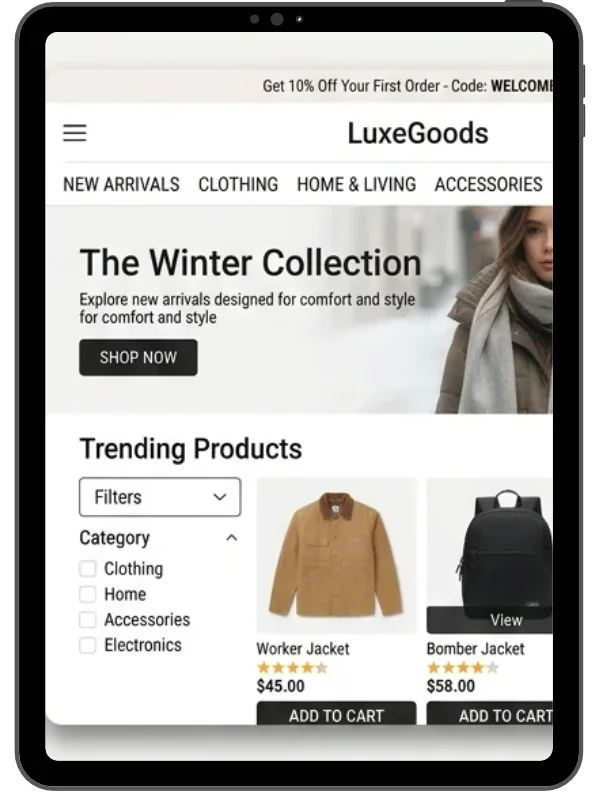 Get 10% Off Your First Order - Code: WELCOME
LuxeGoods
NEW ARRIVALS CLOTHING HOME & LIVING ACCESSORIES
The Winter Collection
Explore new arrivals designed for comfort and style
for comfort and style
SHOP NOW
Trending Products
Filters
Category
Clothing
Home
Accessories
Electronics
View
Worker Jacket
$45.00
ADD TO CART
Bomber Jacket
$58.00
ADD TO CART